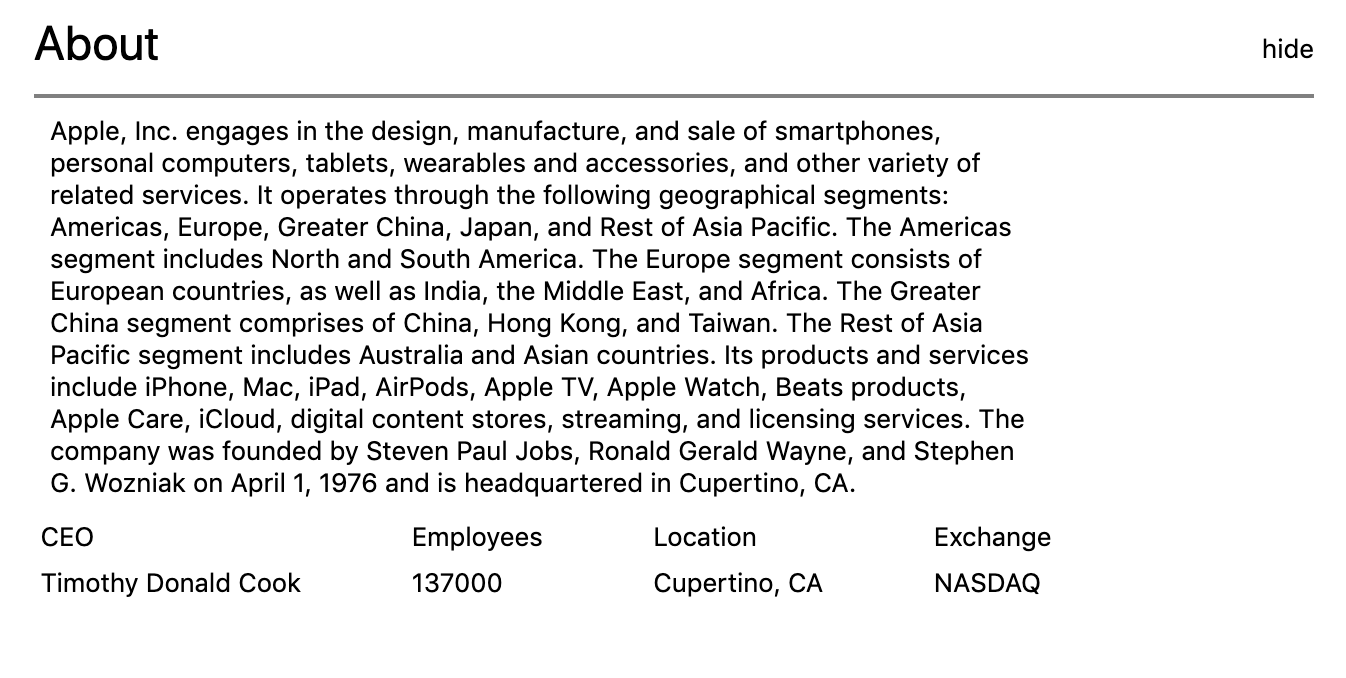 About
hide
Apple, Inc. engages in the design, manufacture, and sale of smartphones,
personal computers, tablets, wearables and accessories, and other variety of
related services. It operates through the following geographical segments:
Americas, Europe, Greater China, Japan, and Rest of Asia Pacific. The Americas
segment includes North and South America. The Europe segment consists of
European countries, as well as India, the Middle East, and Africa. The Greater
China segment comprises of China, Hong Kong, and Taiwan. The Rest of Asia
Pacific segment includes Australia and Asian countries. Its products and services
include iPhone, Mac, iPad, AirPods, Apple TV, Apple Watch, Beats products,
Apple Care, iCloud, digital content stores, streaming, and licensing services. The
company was founded by Steven Paul Jobs, Ronald Gerald Wayne, and Stephen
G. Wozniak on April 1, 1976 and is headquartered in Cupertino, CA.
CEO Employees Location Exchange
Timothy Donald Cook 137000 Cupertino, CA NASDAQ